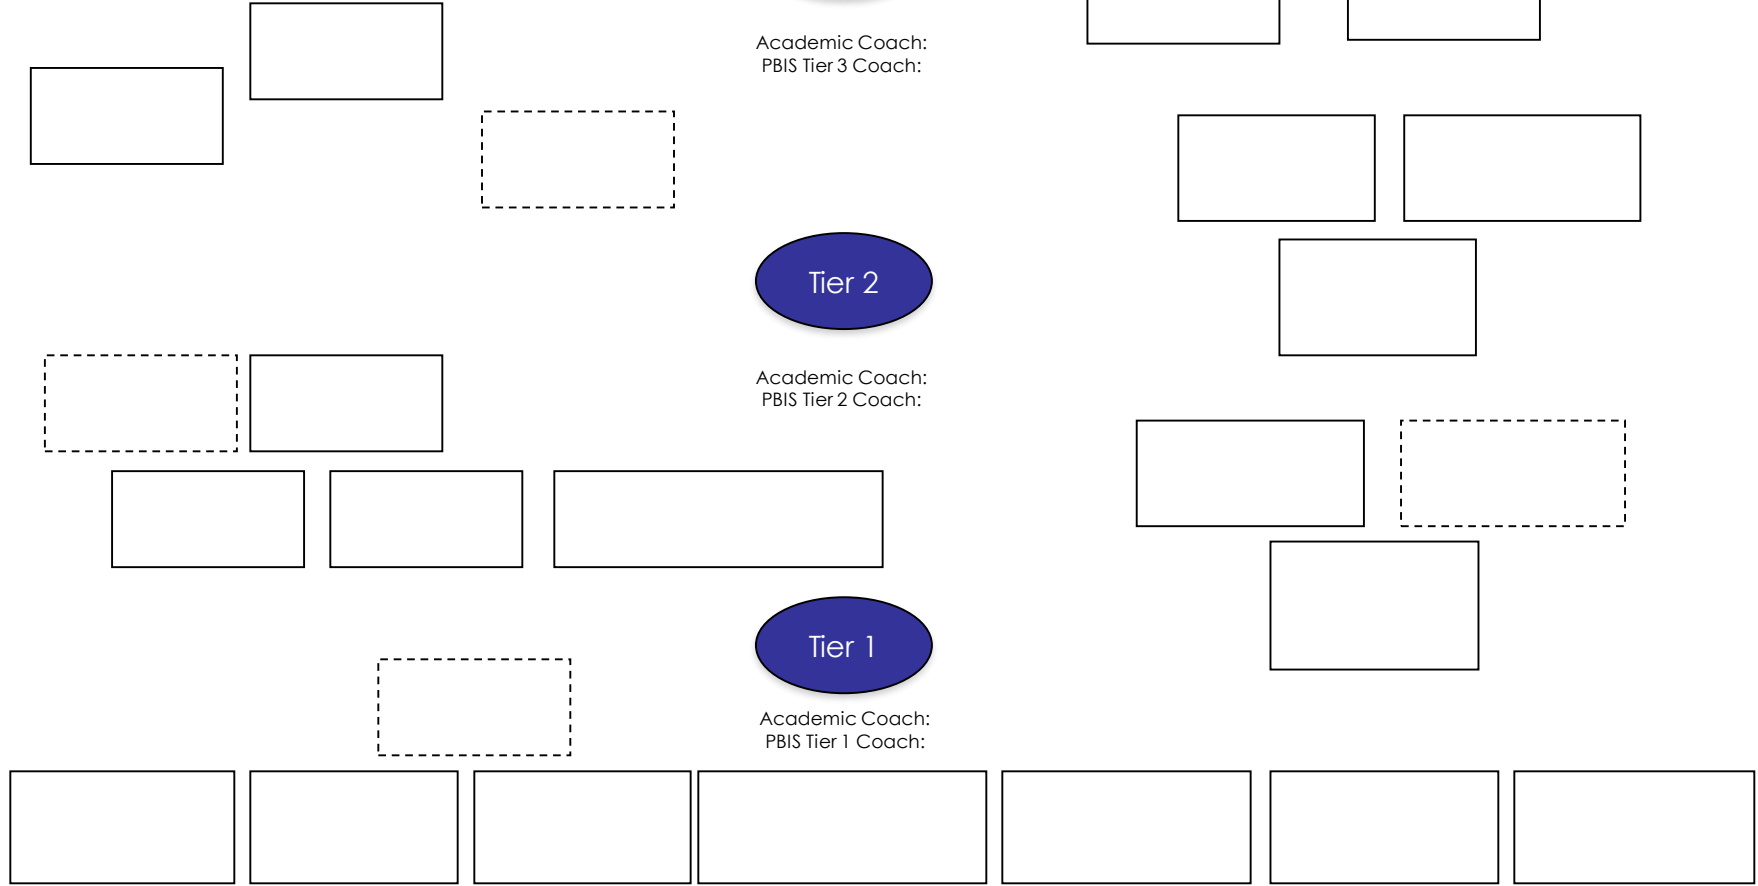 Academic Coach:
PBIS Tier 3 Coach:
Tier 2
Academic Coach:
PBIS Tier 2 Coach:
Tier 1
Academic Coach:
PBIS Tier 1 Coach: